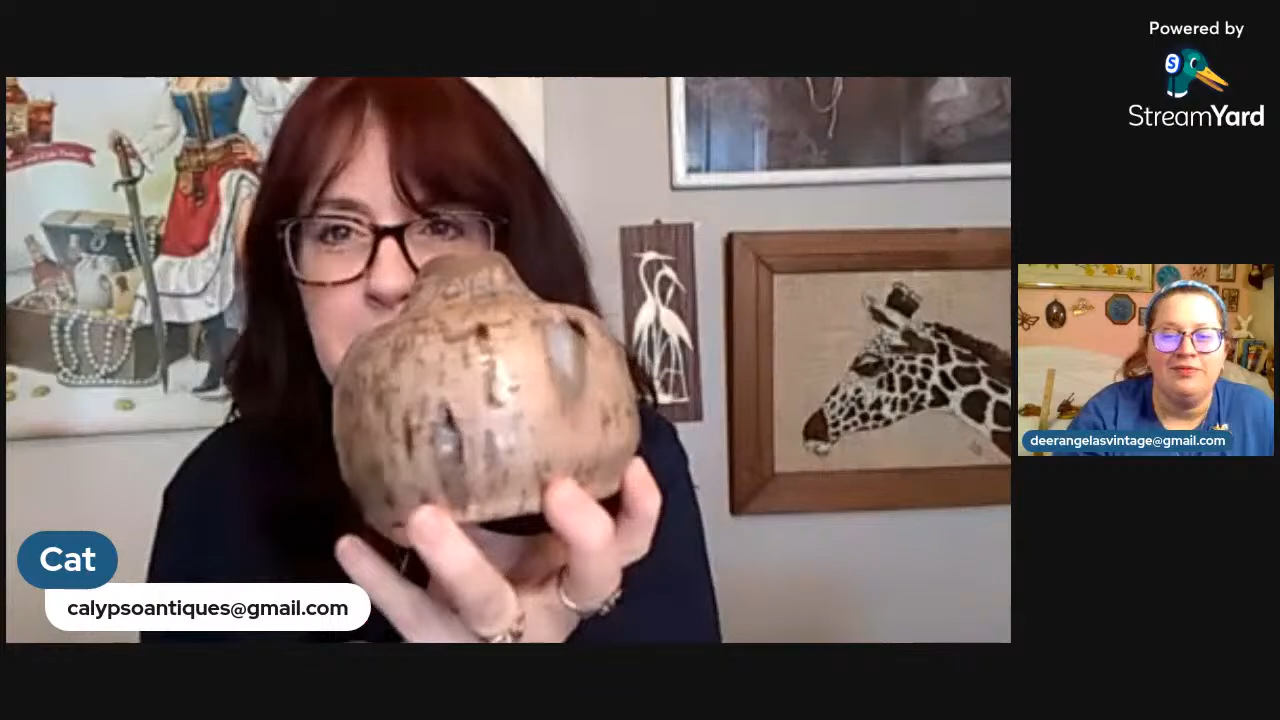 Powered by
StreamYard
deerangelasvintage@gmail.com
Cat
calypsoantiques@gmail.com